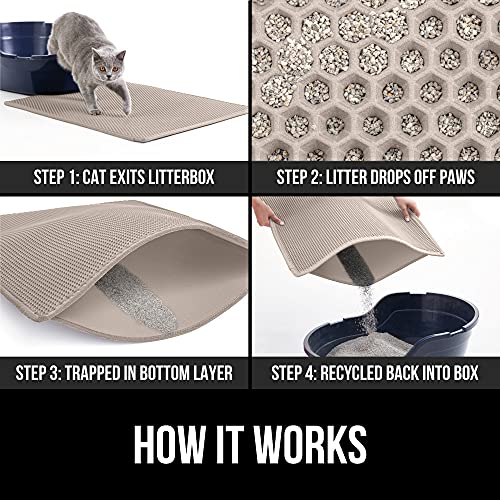 STEP 1: CAT EXITS LITTERBOX
STEP 2: LITTER DROPS OFF PAWS
STEP 3: TRAPPED IN BOTTOM LAYER
STEP 4: RECYCLED BACK INTO BOX
HOW IT WORKS